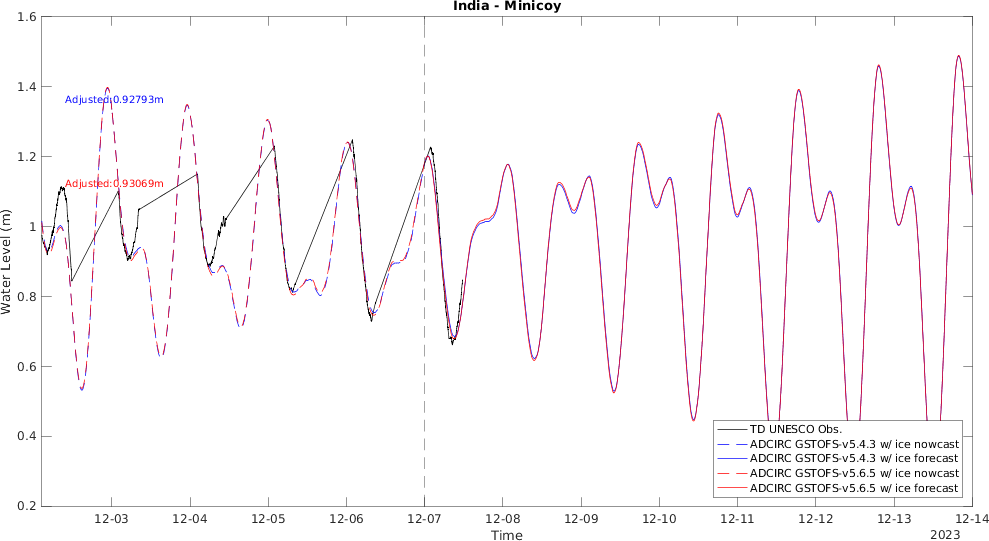 India - Minicoy
1.6
1.4
1.2
1
0.8
0.6
0.4
0.2
Water Level (m)
Adjusted:0.92793m
Adjusted:0.93069m
TD UNESCO Obs.
ADCIRC GSTOFS-v5.4.3 w/ ice nowcast
ADCIRC GSTOFS-v5.4.3 w/ ice forecast
ADCIRC GSTOFS-v5.6.5 w/ ice nowcast
ADCIRC GSTOFS-v5.6.5 w/ ice forecast
12-03 12-04 12-05 12-06 12-07 12-08 12-09 12-10 12-11 12-12 12-13 12-14
Time
2023